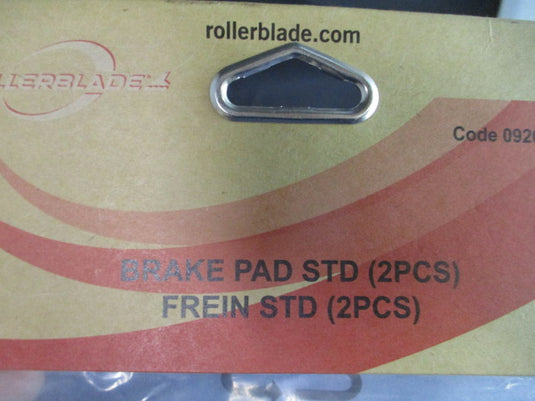 rollerblade.com
LLERBLADE
Code 092
BRAKE PAD STD (2PCS)
FREIN STD (2PCS)